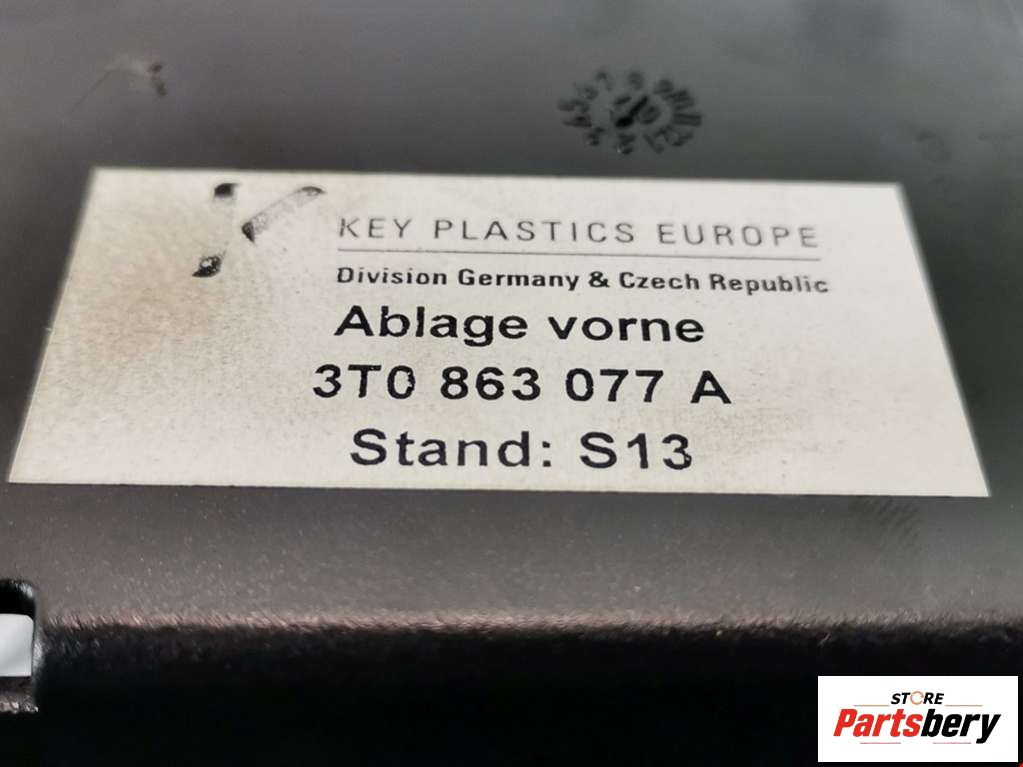 KEY PLASTICS EUROPE
Division Germany & Czech Republic
Ablage vorne
3T0 863 077 A
Stand: S13
STORE
Partsbery